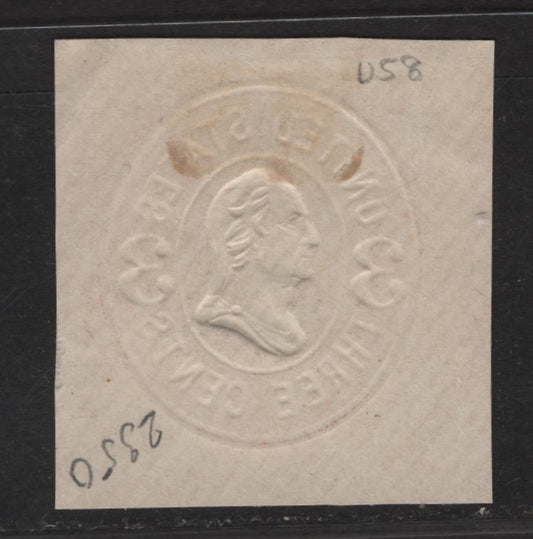 U58
UNITED STATES
3 3
THREE CENTS
2350